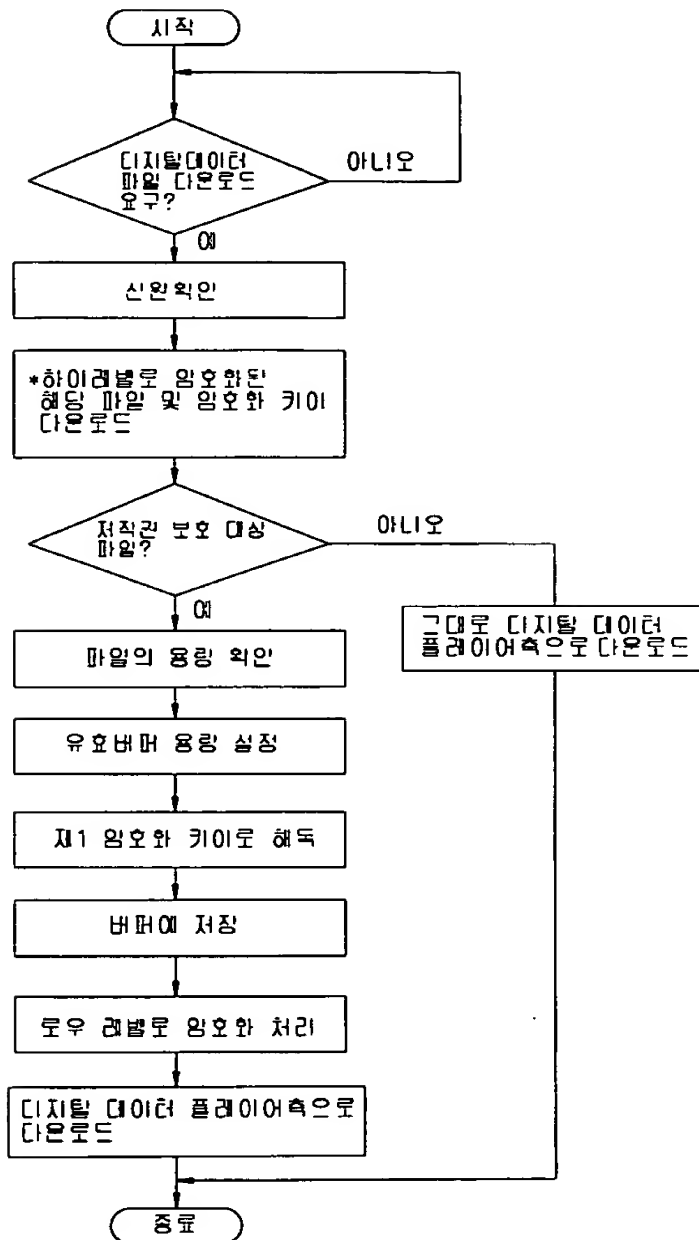 시작
디지탈데이터
파일 다운로드
요구?
아니오
예
신원확인
*하이레벨로 암호화된
해당 파일 및 암호화 키이
다운로드
저작권 보호 대상
파일?
아니오
예
그대로 디지탈 데이터
플레이어측으로다운로드
파일의 용량 확인
유효버퍼 용량 설정
제1 암호화 키이로 해독
버퍼에 저장
로우 레벨로 암호화 처리
디지탈 데이터 플레이어측으로
다운로드
종료